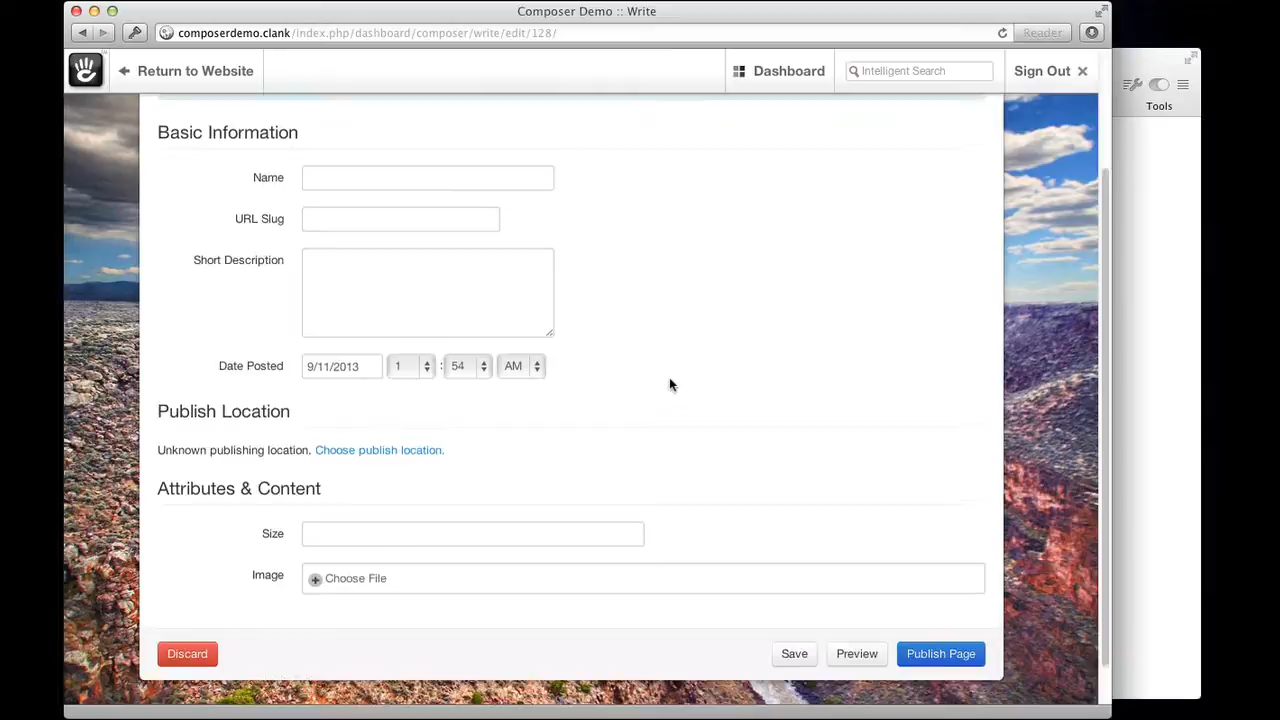 Composer Demo :: Write
composerdemo.clank/index.php/dashboard/composer/write/edit/128/
Reader
Return to Website
Dashboard
Intelligent Search
Sign Out
Tools
Basic Information
Name
URL Slug
Short Description
Date Posted
9/11/2013 1 : 54 AM
Publish Location
Unknown publishing location. Choose publish location.
Attributes & Content
Size
Image
Choose File
Discard
Save
Preview
Publish Page